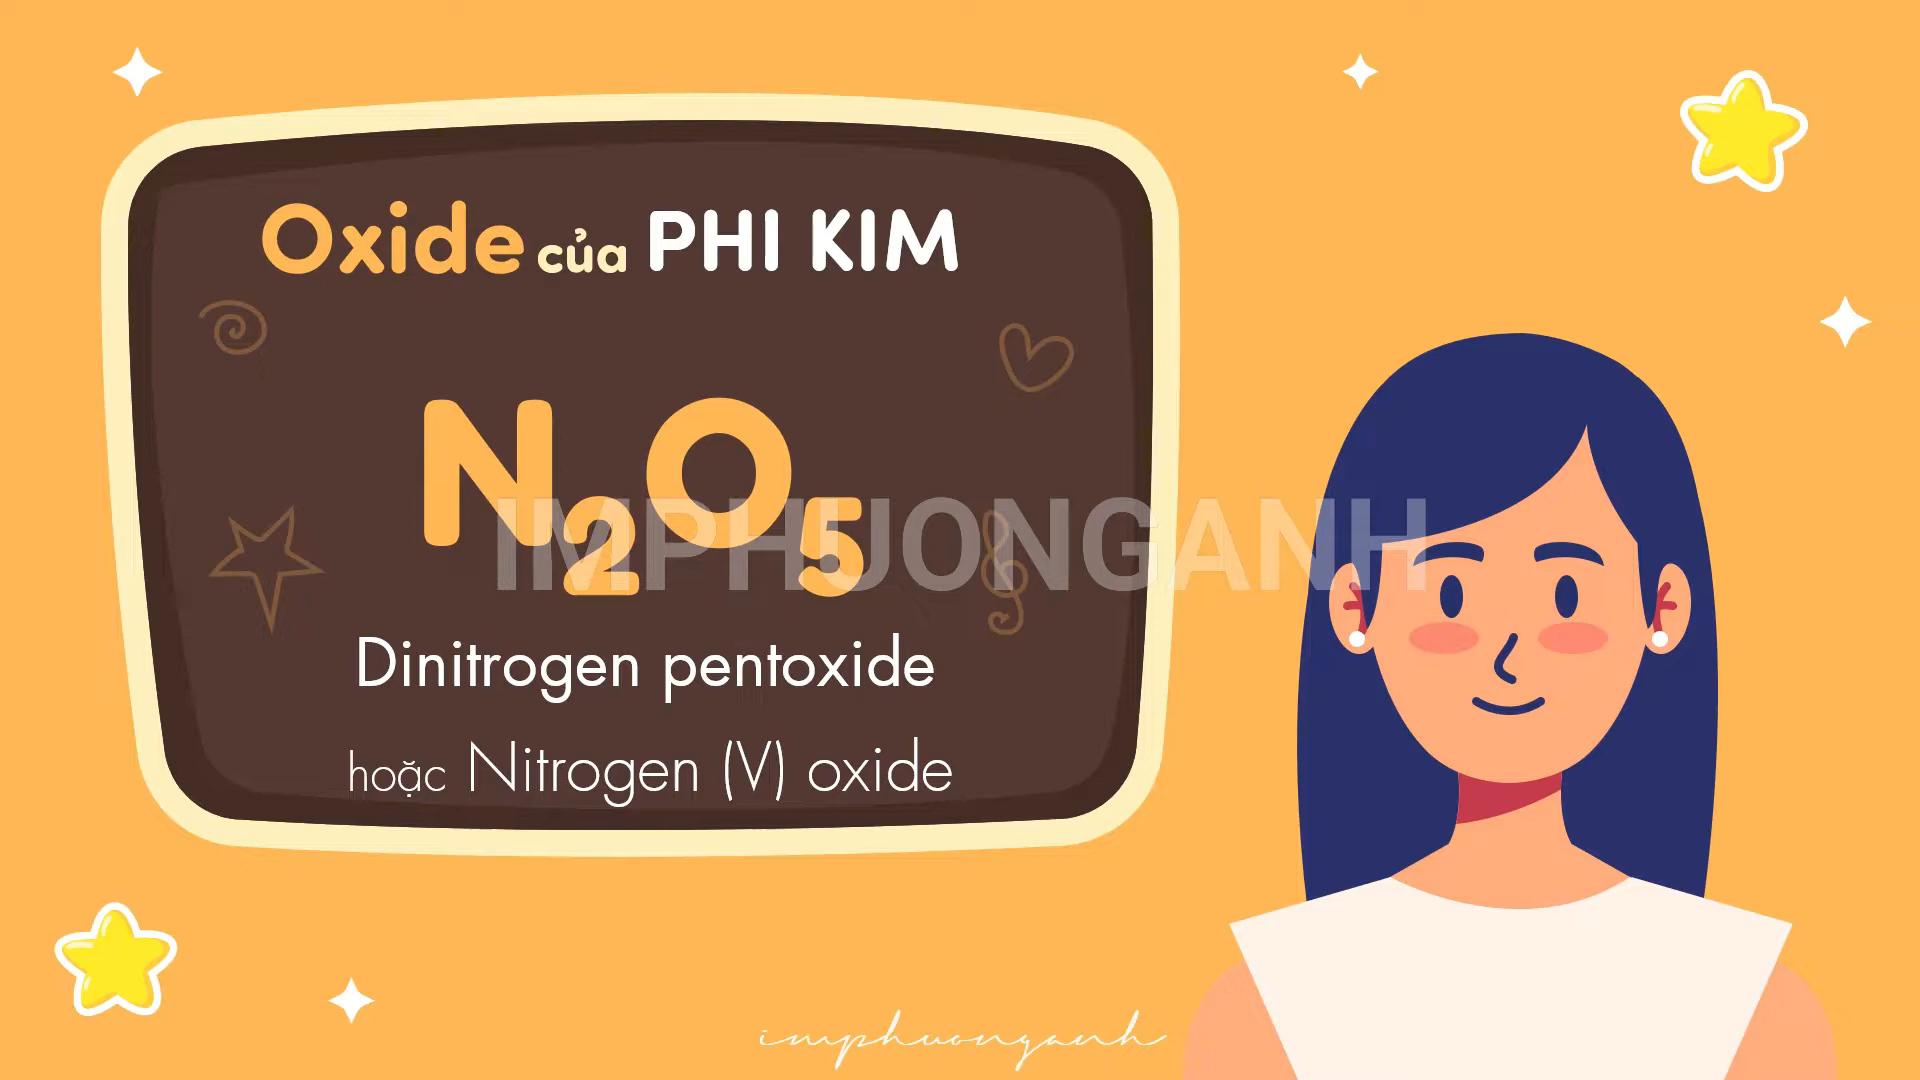 Oxide của PHI KIM
N₂O₅
IMPHUONGANH
Dinitrogen pentoxide
hoặc Nitrogen (V) oxide
imphuonganh